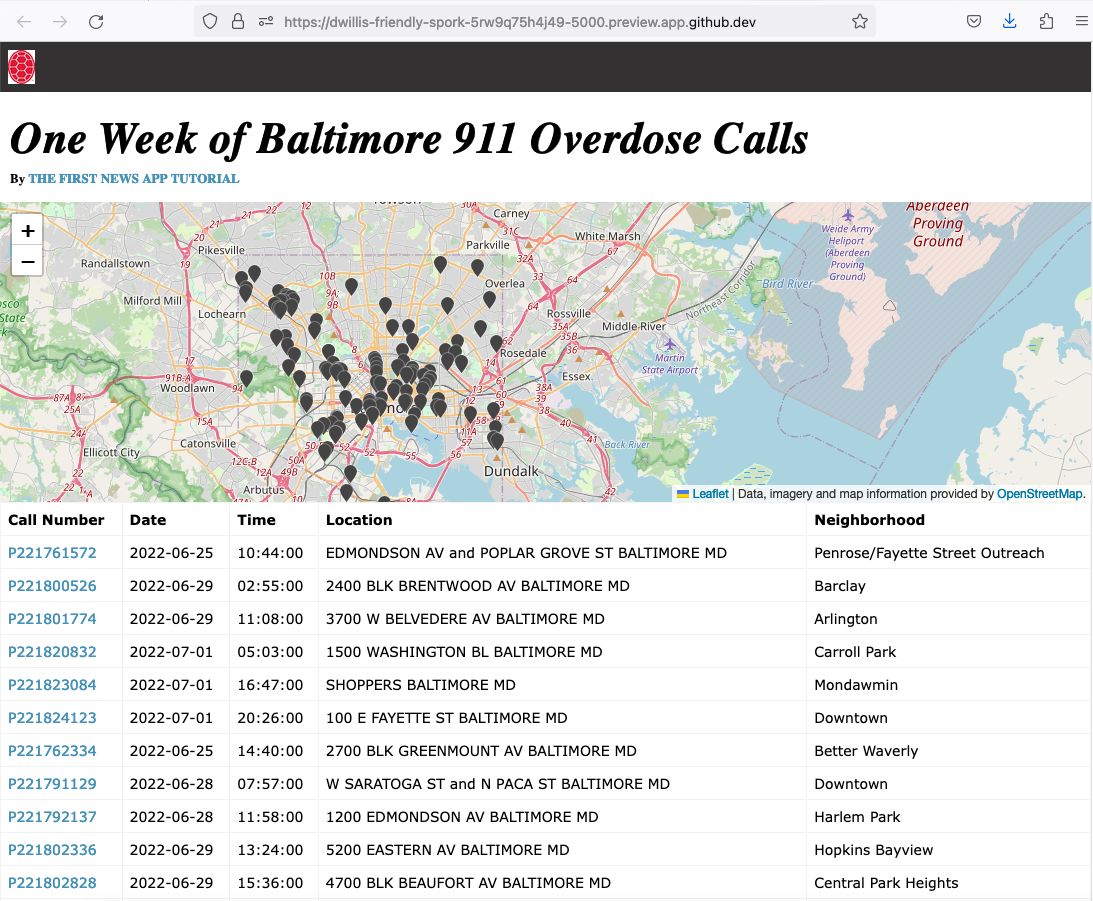 https://dwillis-friendly-spork-5rw9q75h4j49-5000.preview.app.github.dev
One Week of Baltimore 911 Overdose Calls
By THE FIRST NEWS APP TUTORIAL
+
−
Carney
Aberdeen
Proving
Ground
Weide Army
Heliport
(Aberdeen
Proving
Ground)
White Marsh
Parkville
Pikesville
Randallstown
Overlea
Bird River
Northeast Corridor
Milford Mill
Lochearn
Rossville
Middle River
Rosedale
Martin
State Airport
Essex
Woodlawn
Catonsville
Ellicott City
Back River
Dundalk
Arbutus
Leaflet | Data, imagery and map information provided by OpenStreetMap.
Call Number Date Time Location Neighborhood
P221761572 2022-06-25 10:44:00 EDMONDSON AV and POPLAR GROVE ST BALTIMORE MD Penrose/Fayette Street Outreach
P221800526 2022-06-29 02:55:00 2400 BLK BRENTWOOD AV BALTIMORE MD Barclay
P221801774 2022-06-29 11:08:00 3700 W BELVEDERE AV BALTIMORE MD Arlington
P221820832 2022-07-01 05:03:00 1500 WASHINGTON BL BALTIMORE MD Carroll Park
P221823084 2022-07-01 16:47:00 SHOPPERS BALTIMORE MD Mondawmin
P221824123 2022-07-01 20:26:00 100 E FAYETTE ST BALTIMORE MD Downtown
P221762334 2022-06-25 14:40:00 2700 BLK GREENMOUNT AV BALTIMORE MD Better Waverly
P221791129 2022-06-28 07:57:00 W SARATOGA ST and N PACA ST BALTIMORE MD Downtown
P221792137 2022-06-28 11:58:00 1200 EDMONDSON AV BALTIMORE MD Harlem Park
P221802336 2022-06-29 13:24:00 5200 EASTERN AV BALTIMORE MD Hopkins Bayview
P221802828 2022-06-29 15:36:00 4700 BLK BEAUFORT AV BALTIMORE MD Central Park Heights